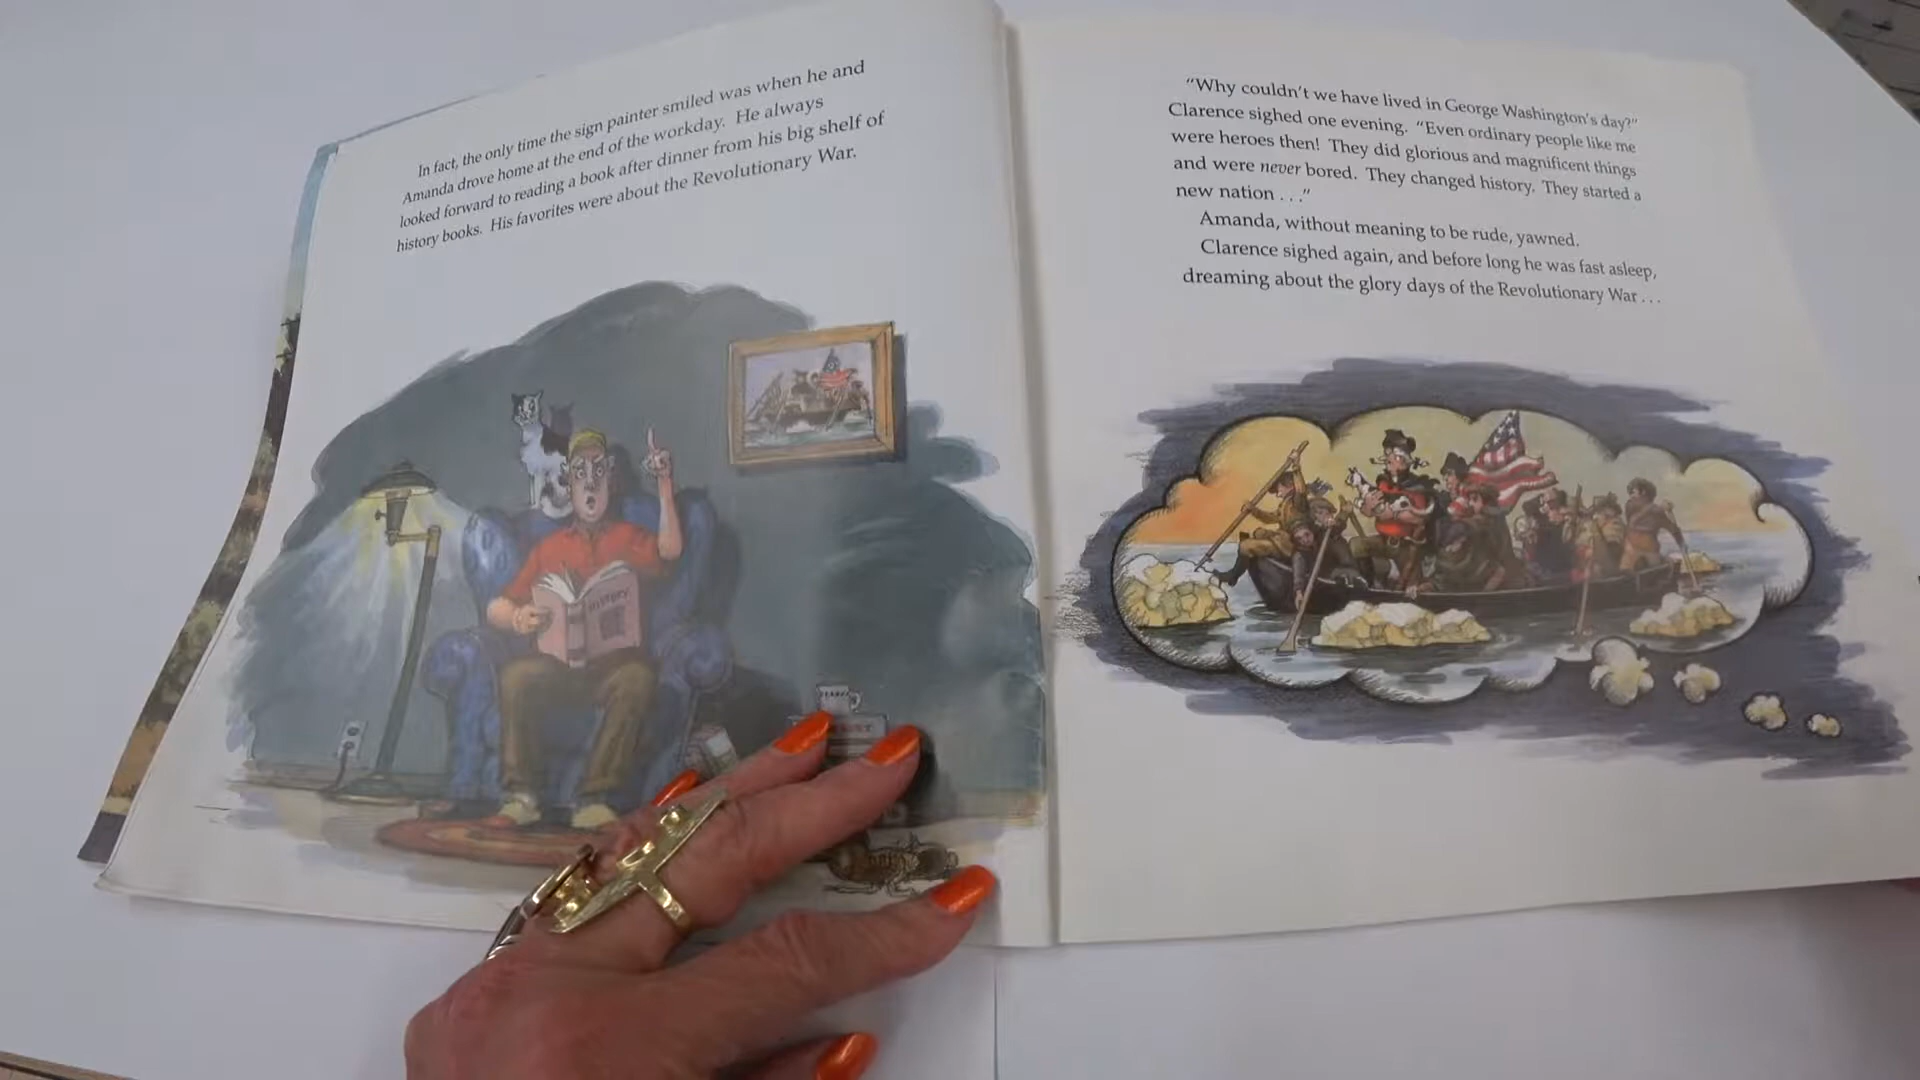 In fact, the only time the sign painter smiled was when he and
Amanda drove home at the end of the workday. He always
looked forward to reading a book after dinner from his big shelf of
history books. His favorites were about the Revolutionary War.
History
“Why couldn’t we have lived in George Washington’s day?”
Clarence sighed one evening. “Even ordinary people like me
were heroes then! They did glorious and magnificent things
and were never bored. They changed history. They started a
new nation . . .”
Amanda, without meaning to be rude, yawned.
Clarence sighed again, and before long he was fast asleep,
dreaming about the glory days of the Revolutionary War . . .